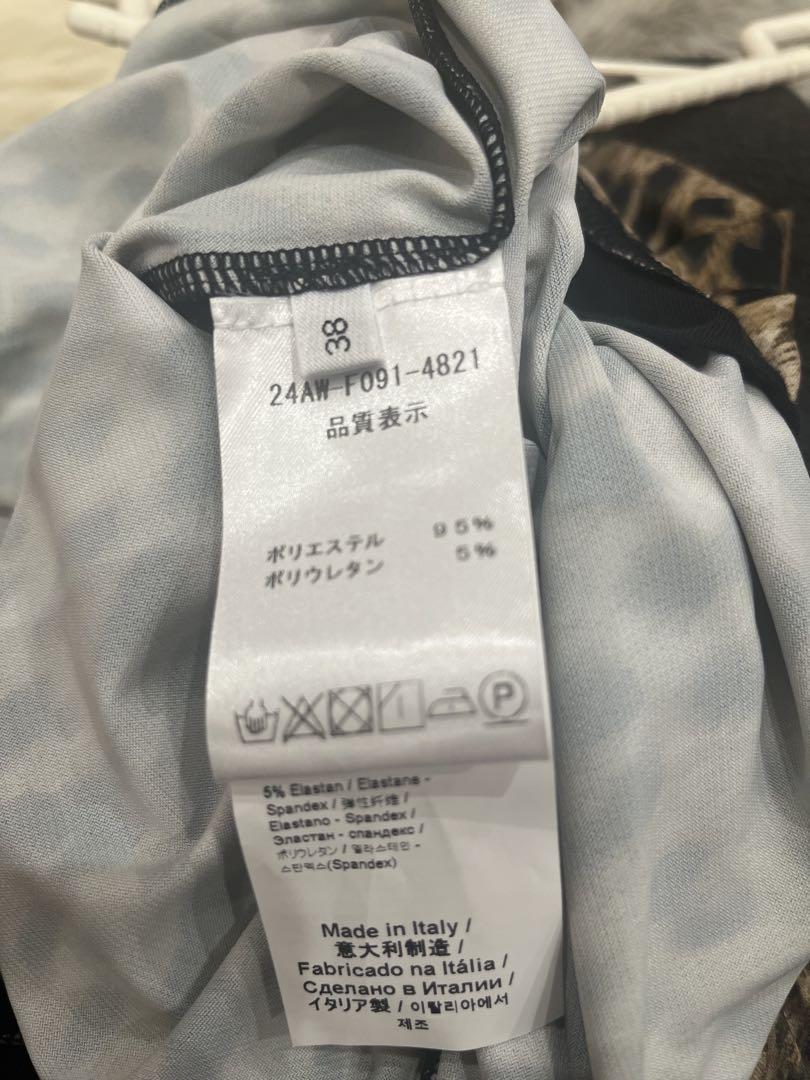 38
24AW-F091-4821
品質表示
ポリエステル 95%
ポリウレタン 5%
P
5% Elastan / Elastane -
Spandex / 弹性纤维 /
Elastano - Spandex /
Эластан - спандекс /
ポリウレタン / 엘라스테인 -
스판덱스(Spandex)
Made in Italy /
意大利制造 /
Fabricado na Itália /
Сделано в Италии /
イタリア製 / 이탈리아에서
제조